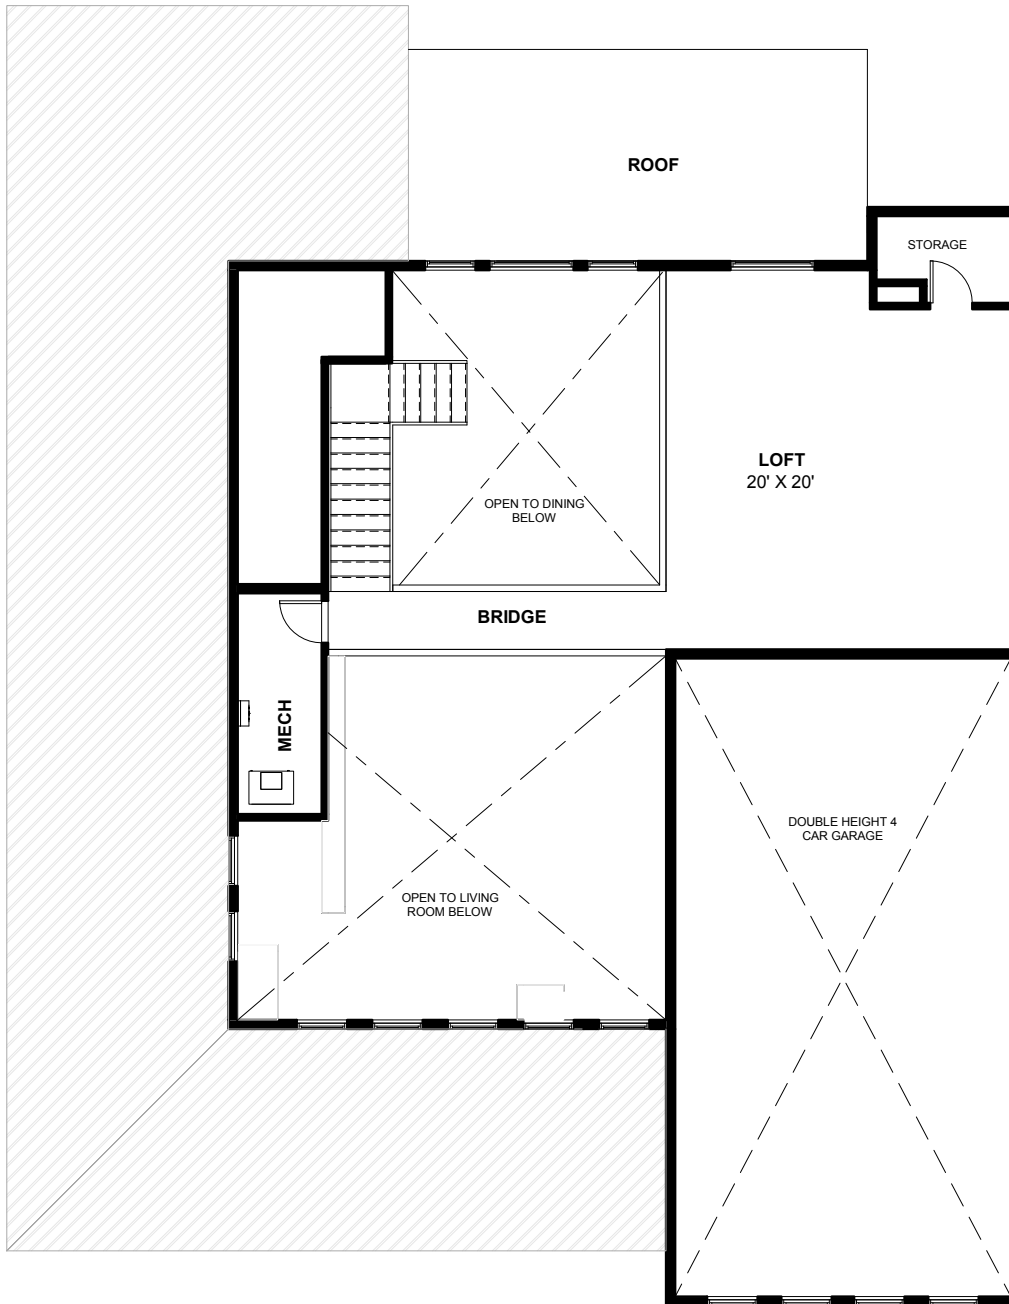 ROOF
STORAGE
LOFT
20' X 20'
OPEN TO DINING
BELOW
BRIDGE
MECH
DOUBLE HEIGHT 4
CAR GARAGE
OPEN TO LIVING
ROOM BELOW